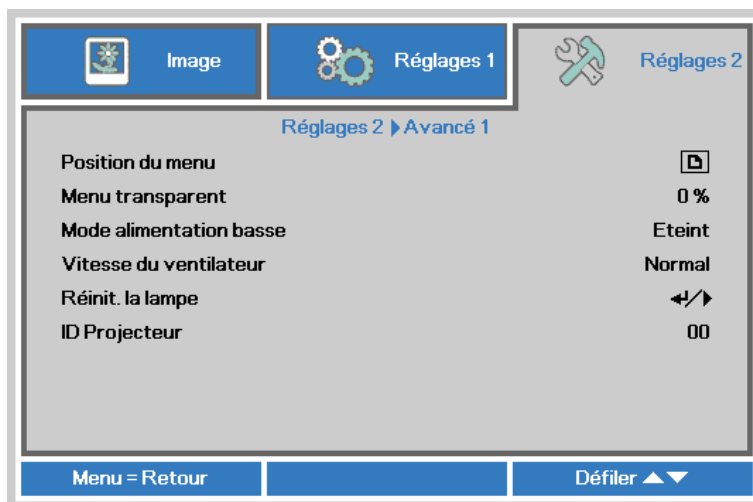 Image
Réglages 1
Réglages 2
Réglages 2 Avancé 1
Position du menu
Menu transparent 0 %
Mode alimentation basse Eteint
Vitesse du ventilateur Normal
Réinit. la lampe
ID Projecteur 00
Menu = Retour
Défiler